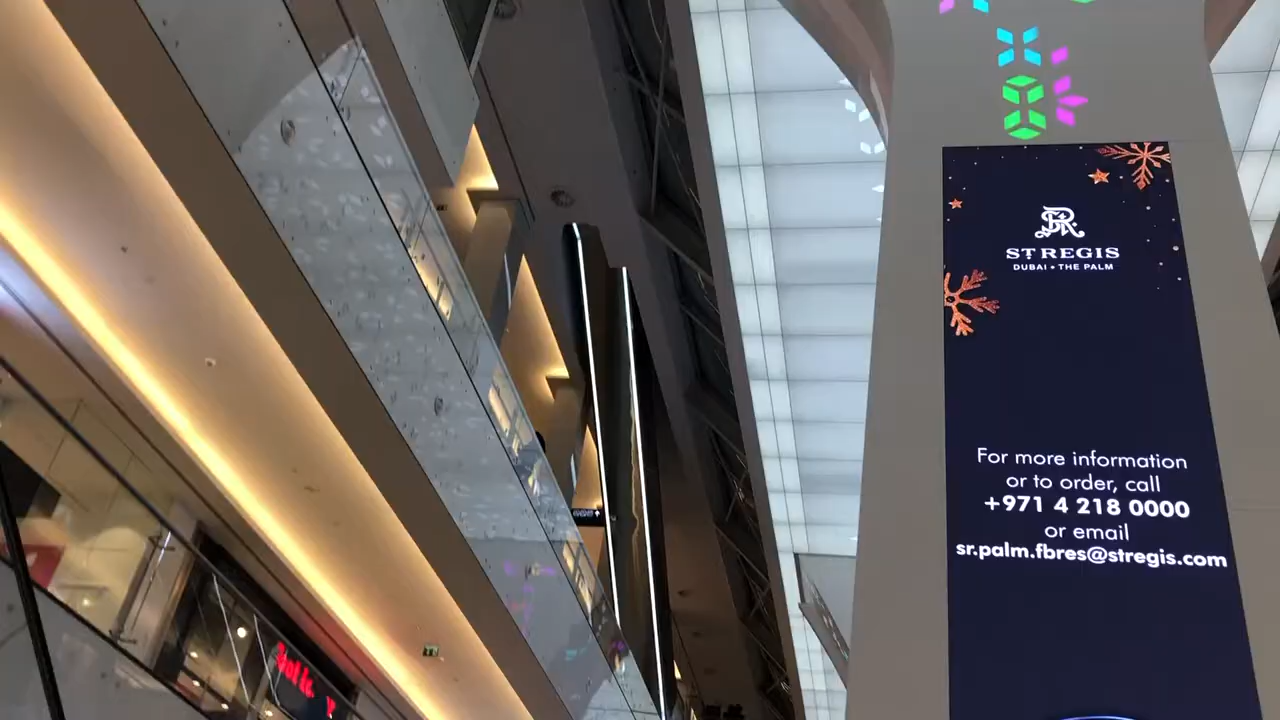 ST REGIS
DUBAI • THE PALM
For more information
or to order, call
+971 4 218 0000
or email
sr.palm.fbres@stregis.com